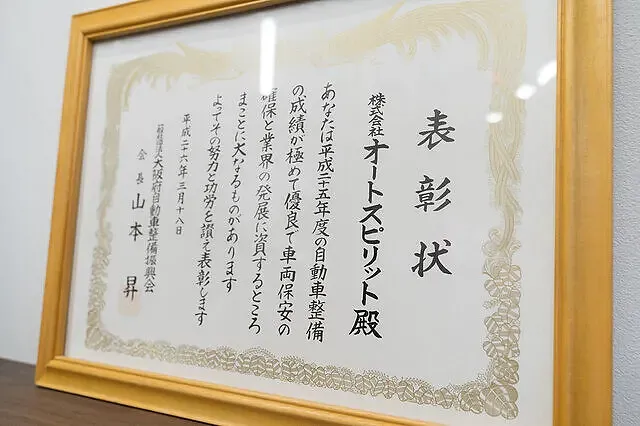 表彰状
株式会社オートスピリット殿
あなたは平成二十五年度の自動車整備
の成績が極めて優良で車両保安の
確保と業界の発展に資するところ
まことに大なるものがあります
よってその努力と功労を讃え表彰します
平成二十六年三月十八日
一般社団法人大阪府自動車整備振興会
会長山本昇